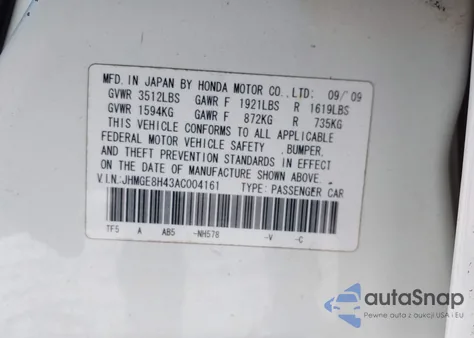 MFD. IN JAPAN BY HONDA MOTOR CO., LTD: 09/'09
GVWR 3512LBS GAWR F 1921LBS R 1619LBS
GVWR 1594KG GAWR F 872KG R 735KG
THIS VEHICLE CONFORMS TO ALL APPLICABLE
FEDERAL MOTOR VEHICLE SAFETY , BUMPER,
AND THEFT PREVENTION STANDARDS IN EFFECT
ON THE DATE OF MANUFACTURE SHOWN ABOVE.
V.I.N.:JHMGE8H43AC004161 TYPE: PASSENGER CAR
TF5 A AB5 -NH578 -V -C
autoSnap
Pewne auta z aukcji USA i EU